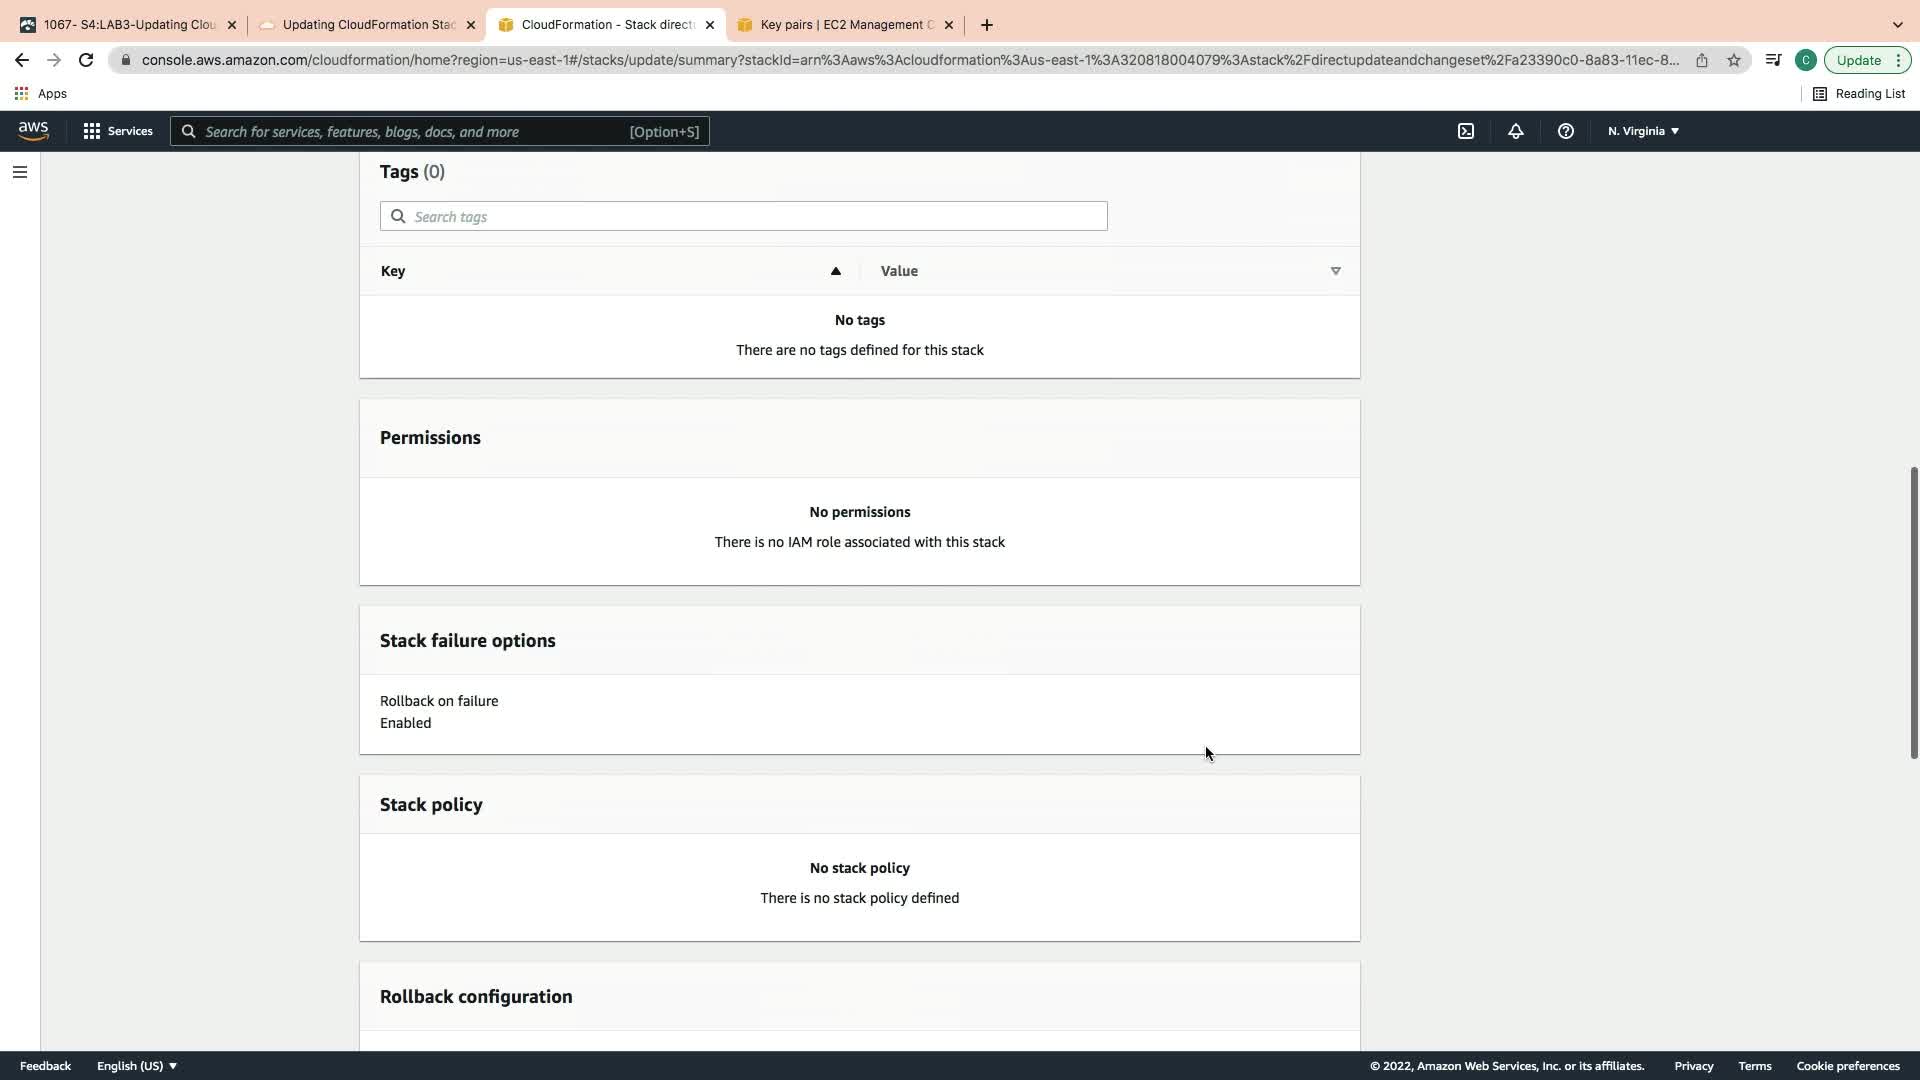 1067- S4:LAB3-Updating Clou
Updating CloudFormation Stac
CloudFormation - Stack directu
Key pairs | EC2 Management C
console.aws.amazon.com/cloudformation/home?region=us-east-1#/stacks/update/summary?stackId=arn%3Aaws%3Acloudformation%3Aus-east-1%3A320818004079%3Astack%2Fdirectupdateandchangeset%2Fa23390c0-8a83-11ec-8...
C
Update
Apps
Reading List
aws
Services
Search for services, features, blogs, docs, and more
[Option+S]
N. Virginia
Tags (0)
Search tags
Key
Value
No tags
There are no tags defined for this stack
Permissions
No permissions
There is no IAM role associated with this stack
Stack failure options
Rollback on failure
Enabled
Stack policy
No stack policy
There is no stack policy defined
Rollback configuration
Feedback
English (US)
© 2022, Amazon Web Services, Inc. or its affiliates.
Privacy
Terms
Cookie preferences